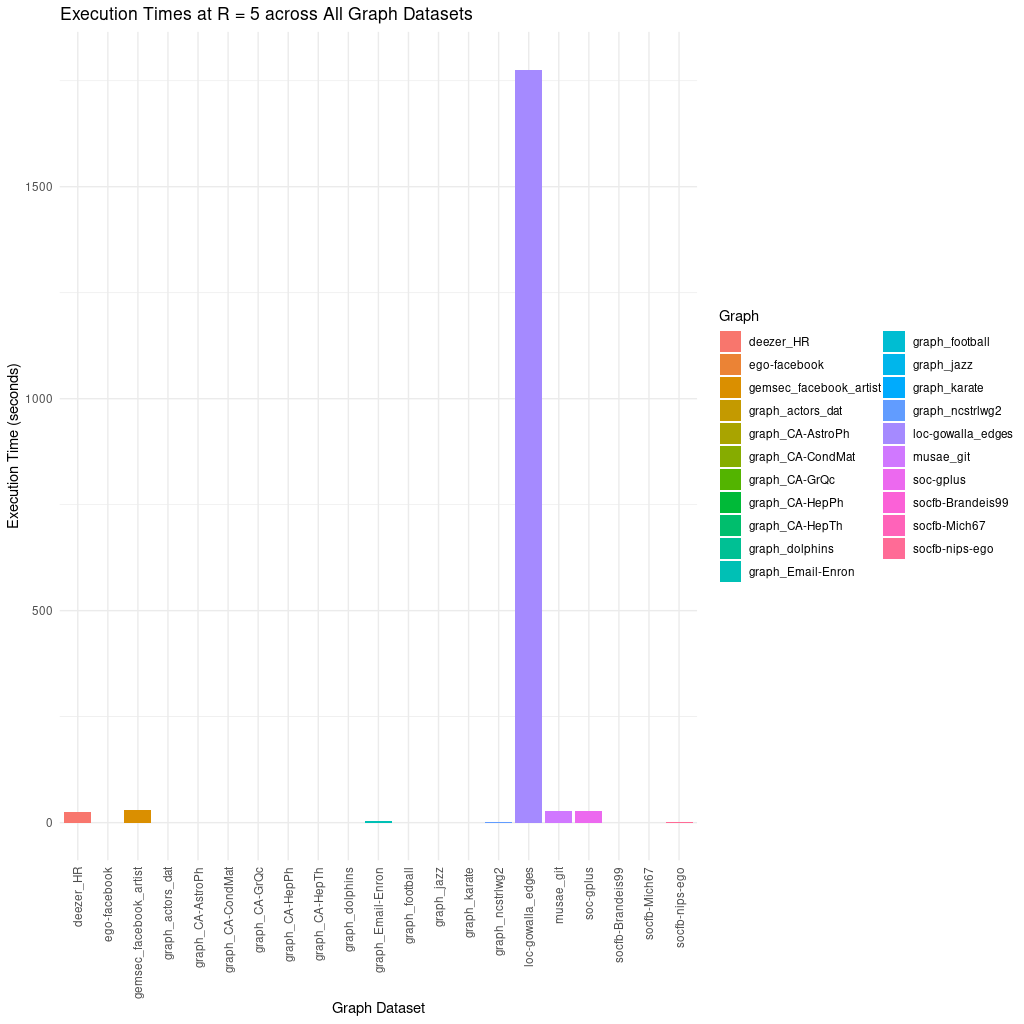 Execution Times at R = 5 across All Graph Datasets
Execution Time (seconds)
1500
1000
500
0
deezer_HR
ego-facebook
gemsec_facebook_artist
graph_actors_dat
graph_CA-AstroPh
graph_CA-CondMat
graph_CA-GrQc
graph_CA-HepPh
graph_CA-HepTh
graph_dolphins
graph_Email-Enron
graph_football
graph_jazz
graph_karate
graph_ncstrlwg2
loc-gowalla_edges
musae_git
soc-gplus
socfb-Brandeis99
socfb-Mich67
socfb-nips-ego
Graph Dataset
Graph
deezer_HR
ego-facebook
gemsec_facebook_artist
graph_actors_dat
graph_CA-AstroPh
graph_CA-CondMat
graph_CA-GrQc
graph_CA-HepPh
graph_CA-HepTh
graph_dolphins
graph_Email-Enron
graph_football
graph_jazz
graph_karate
graph_ncstrlwg2
loc-gowalla_edges
musae_git
soc-gplus
socfb-Brandeis99
socfb-Mich67
socfb-nips-ego